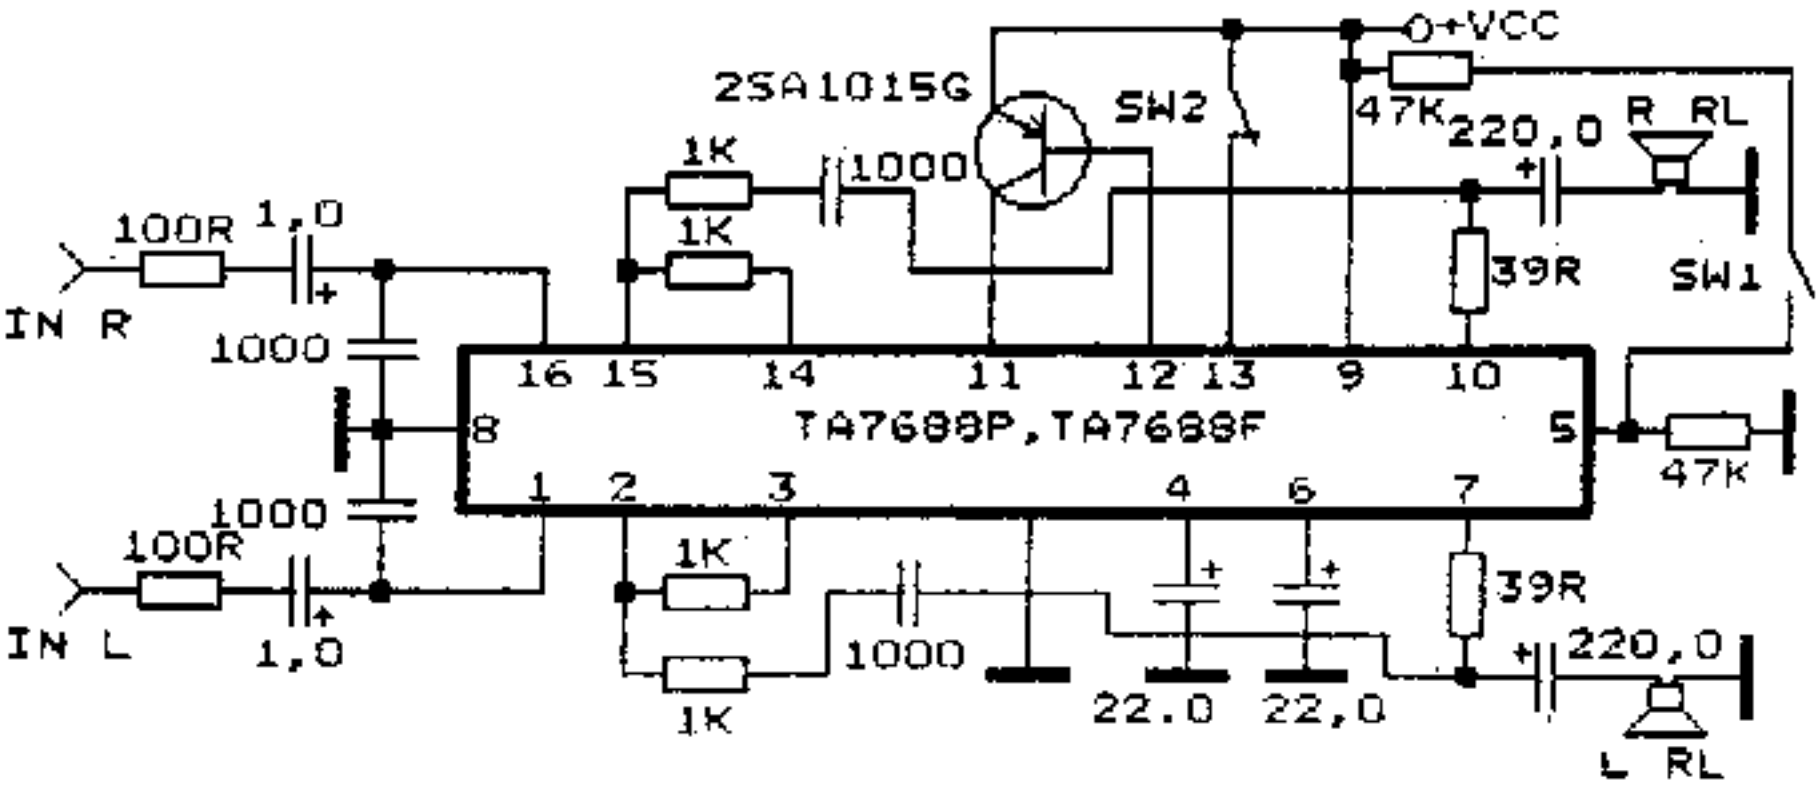 +VCC
2SA1015G
SW2
47K
220,0
R RL
1K
1000
1K
100R
1,0
+
+
39R
SW1
IN R
1000
16 15 14 11 12 13 9 10
8
TA7688P,TA7688F
5
47K
1 2 3 4 6 7
1000
100R
1K
+
+
39R
IN L
+
1,0
1000
22.0
22,0
+
220,0
1K
L RL